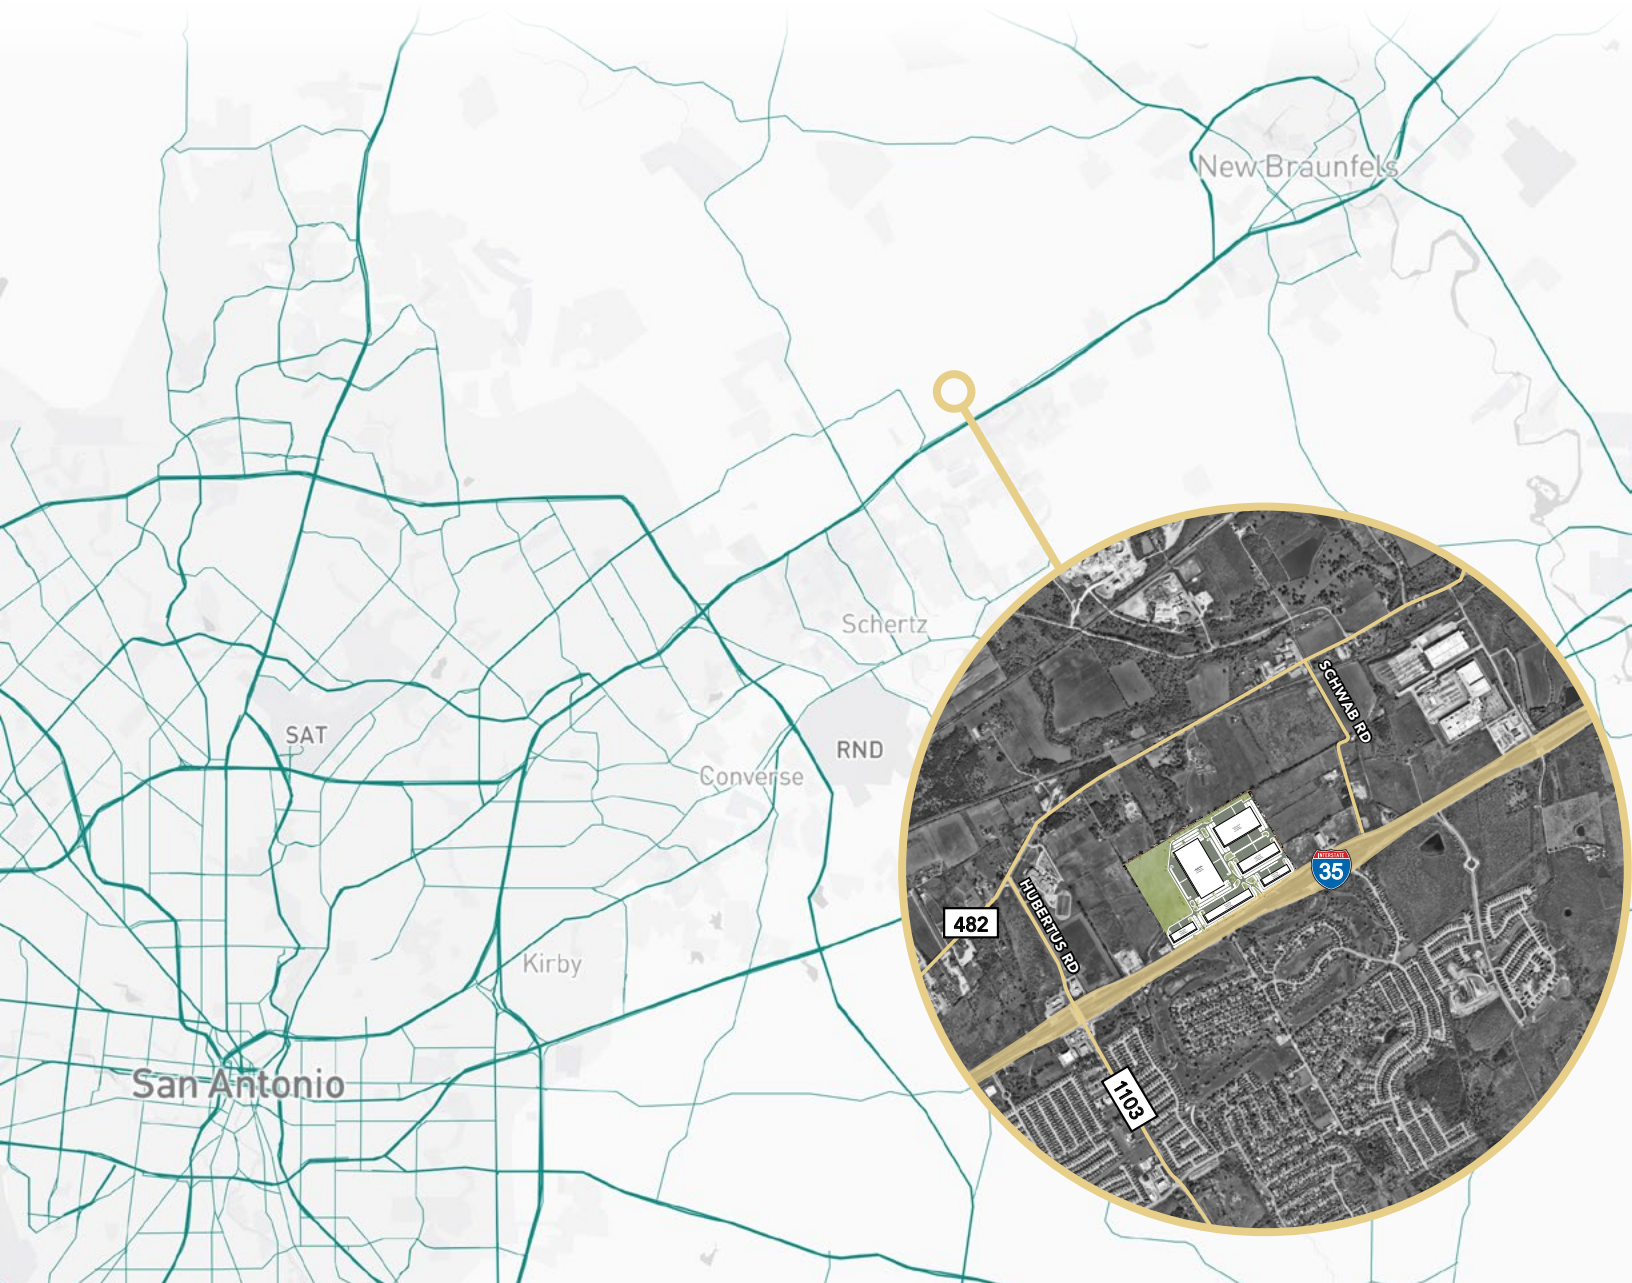 New Braunfels
Schertz
SAT
RND
Converse
Kirby
San Antonio
SCHWAB RD
INTERSTATE
35
482
HUBERTUS RD
1103